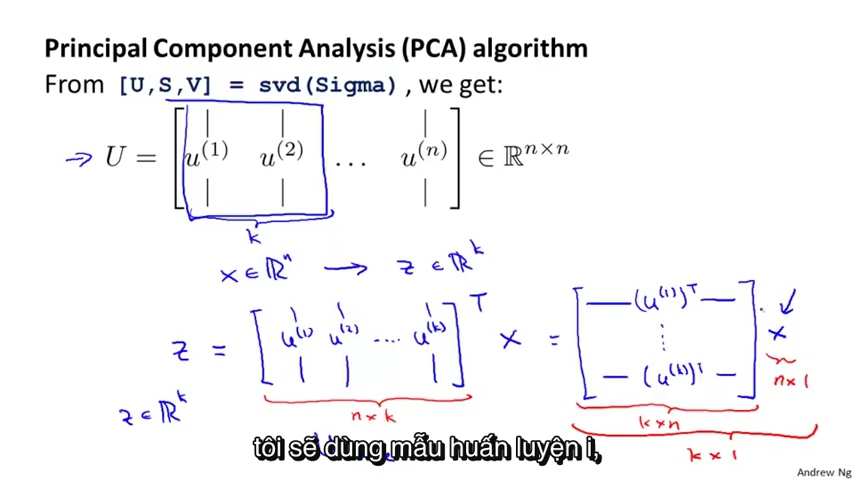 Principal Component Analysis (PCA) algorithm
From [U,S,V] = svd(Sigma), we get:
→ U = [ u^(1) u^(2) ... u^(n) ] ∈ ℝ^(n×n)
k
x ∈ ℝ^n → z ∈ ℝ^k
z = [ u^(1) u^(2) ... u^(k) ]^T x = [ (u^(1))^T ⋮ (u^(k))^T ] x
n×1
z ∈ ℝ^k
n×k
k×n
k×1
tôi sẽ dùng mẫu huấn luyện i,
Andrew Ng